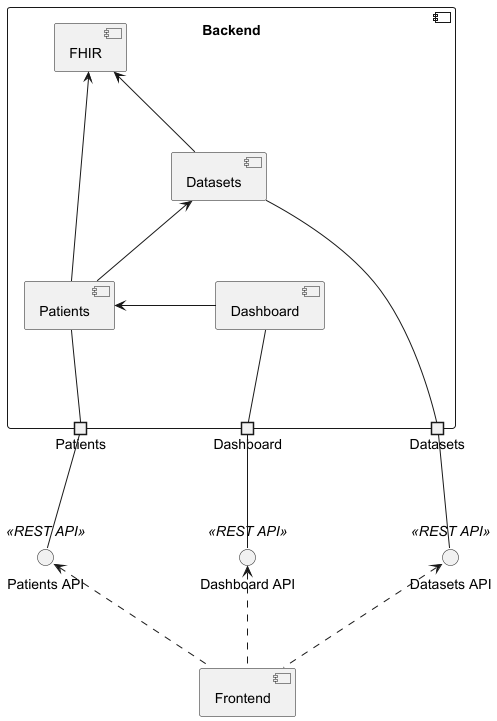 Backend
FHIR
Datasets
Patients
Dashboard
Patients
Dashboard
Datasets
«REST API»
«REST API»
«REST API»
Patients API
Dashboard API
Datasets API
Frontend